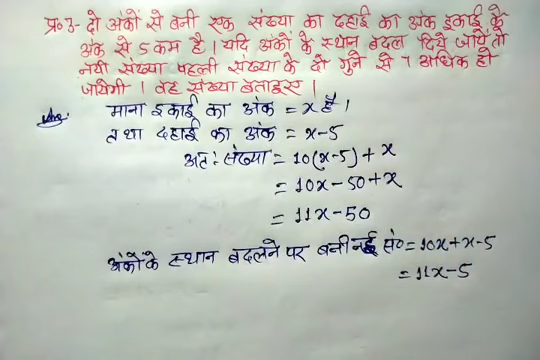 प्र०3- दो अंकों से बनी एक संख्या का दहाई का अंक इकाई के
अंक से 5 कम है। यदि अंकों के स्थान बदल दिये जायें तो
नयी संख्या पहली संख्या के दो गुने से 7 अधिक हो
जायेगी । वह संख्या बताइए ।
Ans. माना इकाई का अंक = x है ।
तथा दहाई का अंक = x-5
अतः संख्या = 10(x-5) + x
= 10x - 50 + x
= 11x - 50
अंकों के स्थान बदलने पर बनी नई सं० = 10x + x - 5
= 11x - 5